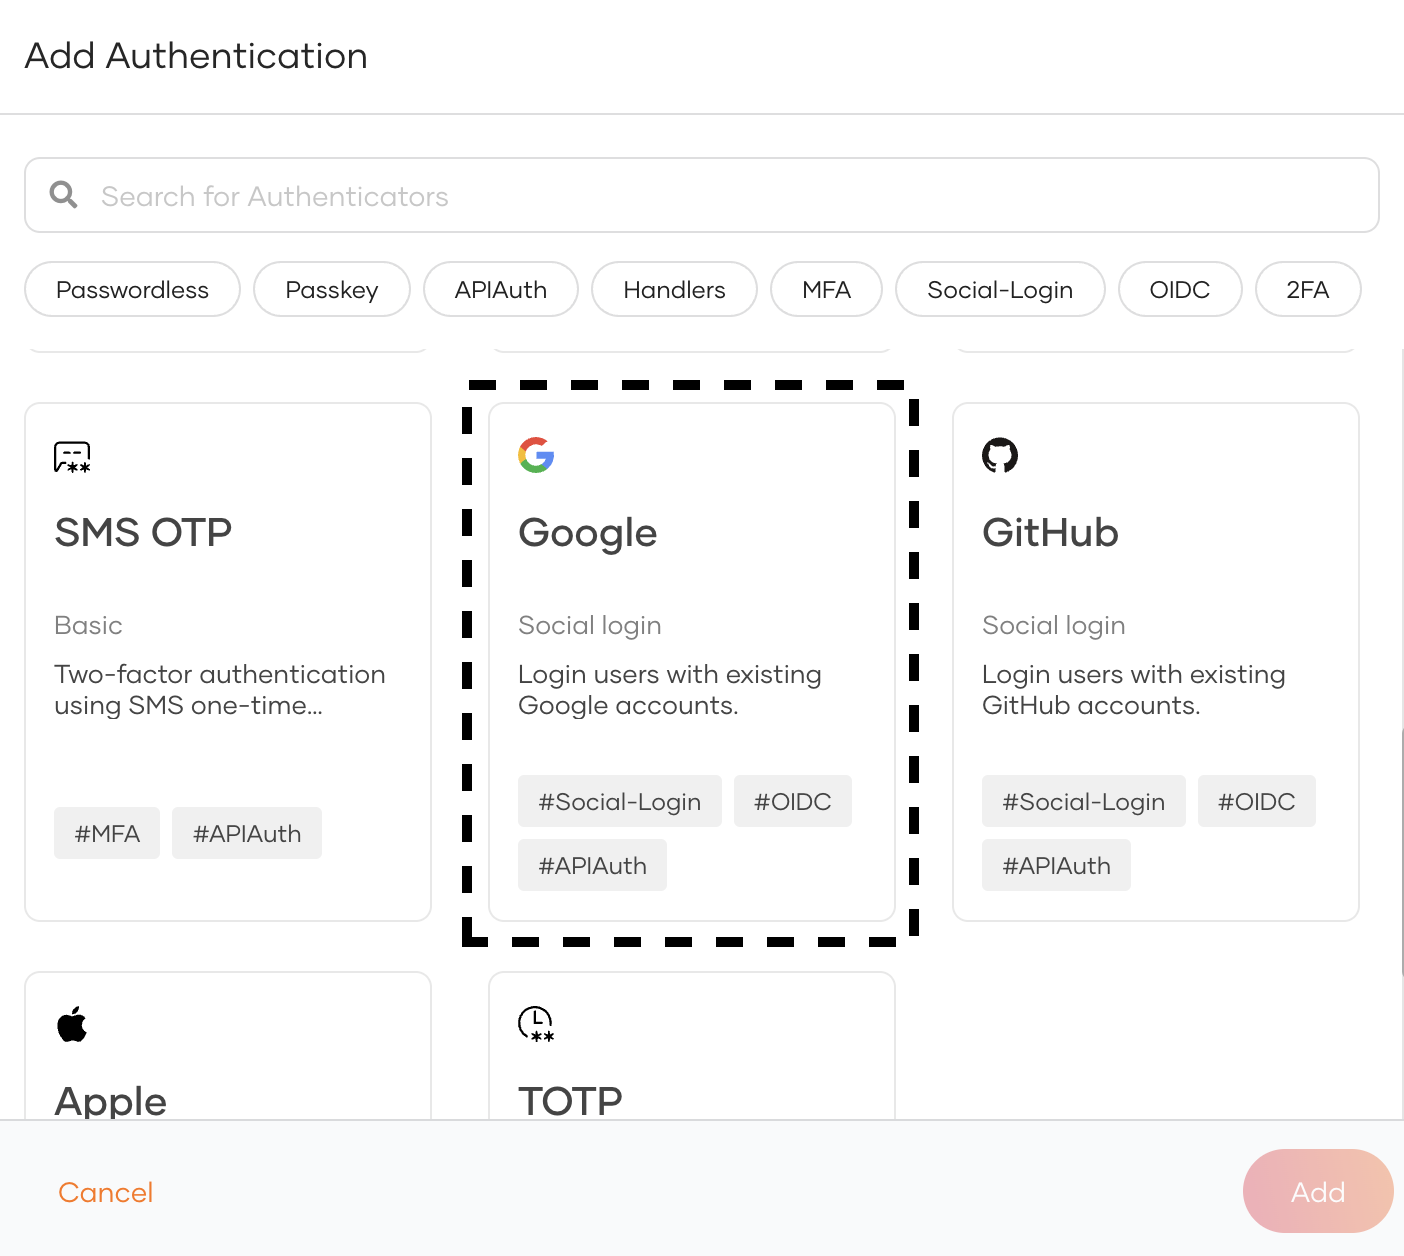 Add Authentication
Search for Authenticators
Passwordless Passkey APIAuth Handlers MFA Social-Login OIDC 2FA
SMS OTP
Basic
Two-factor authentication
using SMS one-time...
#MFA #APIAuth
Google
Social login
Login users with existing
Google accounts.
#Social-Login #OIDC
#APIAuth
GitHub
Social login
Login users with existing
GitHub accounts.
#Social-Login #OIDC
#APIAuth
Apple
TOTP
Cancel
Add